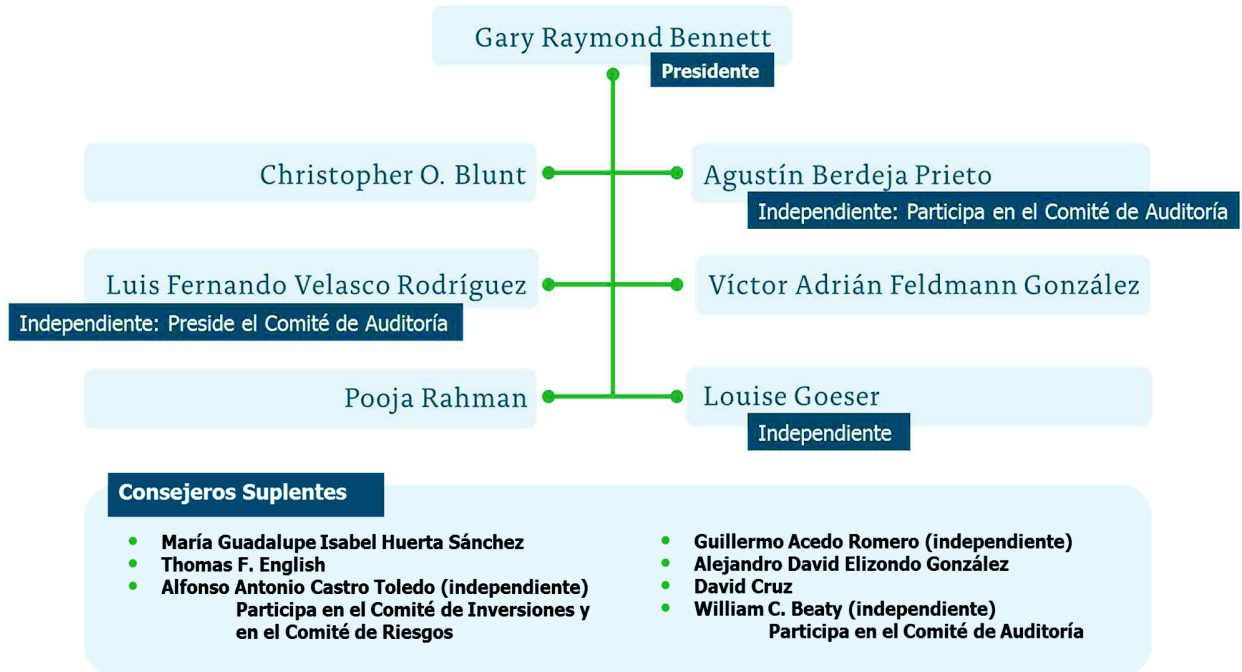 Gary Raymond Bennett
Presidente
Christopher O. Blunt
Agustín Berdeja Prieto
Independiente: Participa en el Comité de Auditoría
Luis Fernando Velasco Rodríguez
Independiente: Preside el Comité de Auditoría
Víctor Adrián Feldmann González
Pooja Rahman
Louise Goeser
Independiente
Consejeros Suplentes
María Guadalupe Isabel Huerta Sánchez
Thomas F. English
Alfonso Antonio Castro Toledo (independiente)
Participa en el Comité de Inversiones y
en el Comité de Riesgos
Guillermo Acedo Romero (independiente)
Alejandro David Elizondo González
David Cruz
William C. Beaty (independiente)
Participa en el Comité de Auditoría